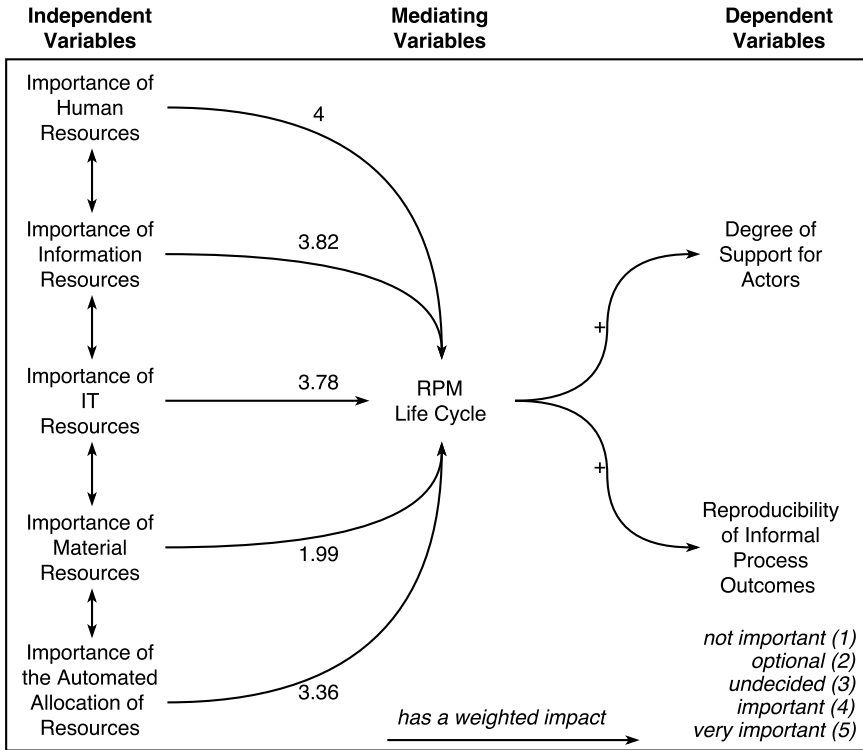 Independent
Variables
Mediating
Variables
Dependent
Variables
Importance of
Human
Resources
4
Importance of
Information
Resources
3.82
Importance of
IT
Resources
3.78
Importance of
Material
Resources
1.99
Importance of
the Automated
Allocation of
Resources
3.36
RPM
Life Cycle
+
+
Degree of
Support for
Actors
Reproducibility
of Informal
Process
Outcomes
has a weighted impact
not important (1)
optional (2)
undecided (3)
important (4)
very important (5)